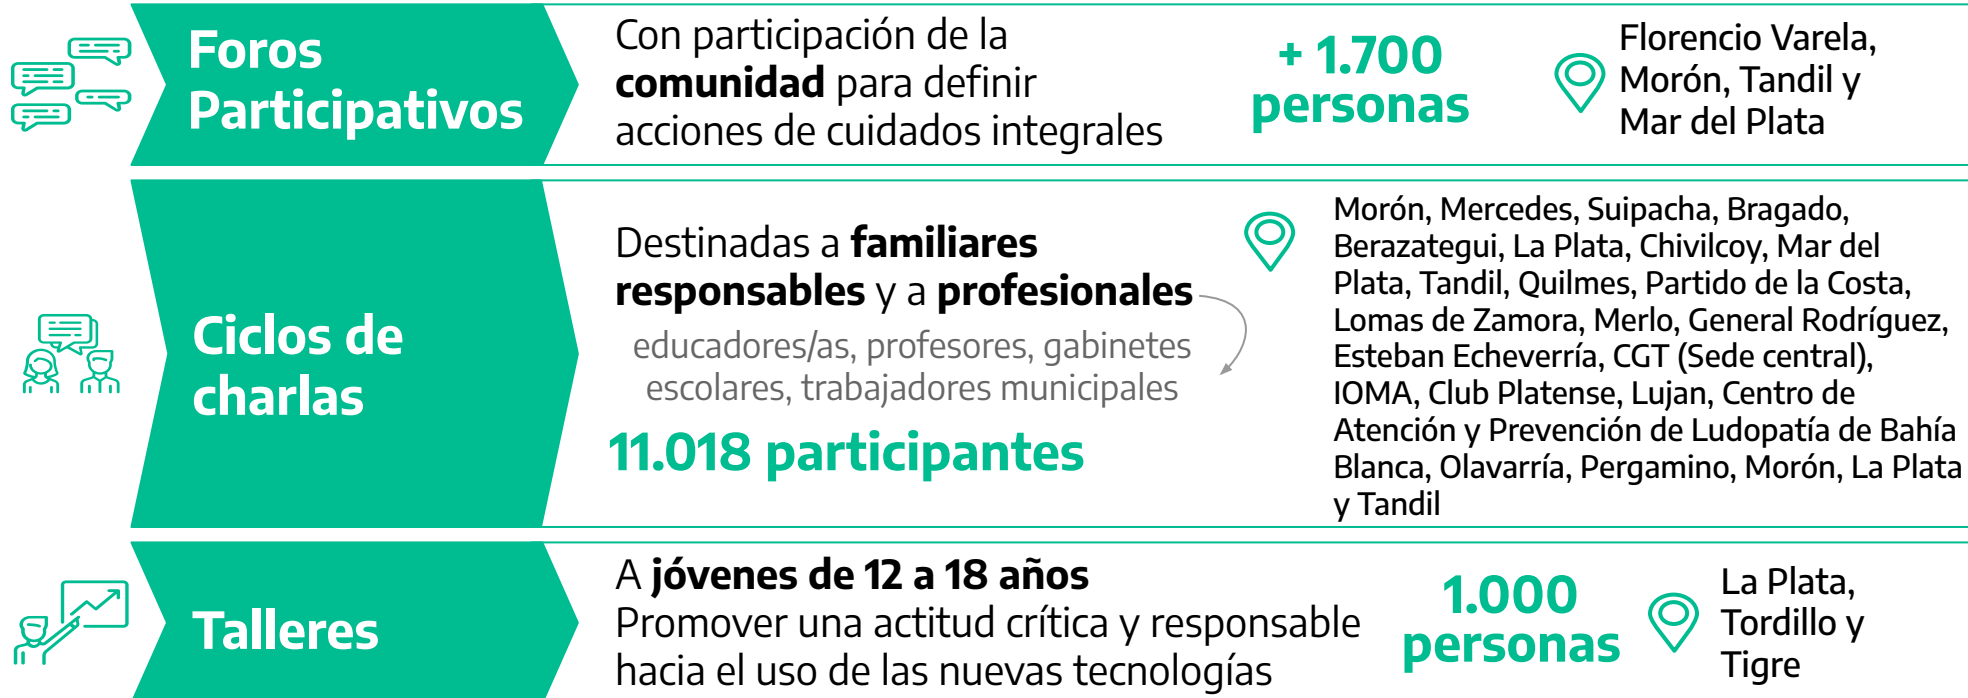 Foros
Participativos
Con participación de la
comunidad para definir
acciones de cuidados integrales
+ 1.700
personas
Florencio Varela,
Morón, Tandil y
Mar del Plata
Ciclos de
charlas
Destinadas a familiares
responsables y a profesionales
educadores/as, profesores, gabinetes
escolares, trabajadores municipales
11.018 participantes
Morón, Mercedes, Suipacha, Bragado,
Berazategui, La Plata, Chivilcoy, Mar del
Plata, Tandil, Quilmes, Partido de la Costa,
Lomas de Zamora, Merlo, General Rodríguez,
Esteban Echeverría, CGT (Sede central),
IOMA, Club Platense, Lujan, Centro de
Atención y Prevención de Ludopatía de Bahía
Blanca, Olavarría, Pergamino, Morón, La Plata
y Tandil
Talleres
A jóvenes de 12 a 18 años
Promover una actitud crítica y responsable
hacia el uso de las nuevas tecnologías
1.000
personas
La Plata,
Tordillo y
Tigre